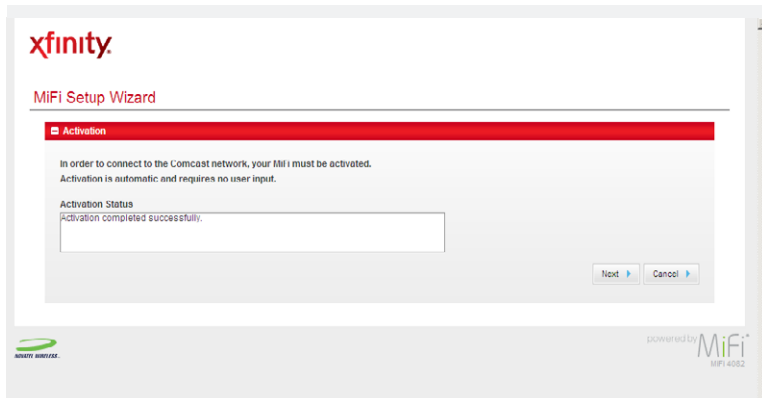 xfinity.
MiFi Setup Wizard
Activation
In order to connect to the Comcast network, your MiFi must be activated.
Activation is automatic and requires no user input.
Activation Status
Activation completed successfully.
Next
Cancel
NOVATEL WIRELESS.
powered by MiFi
MIFI 4082